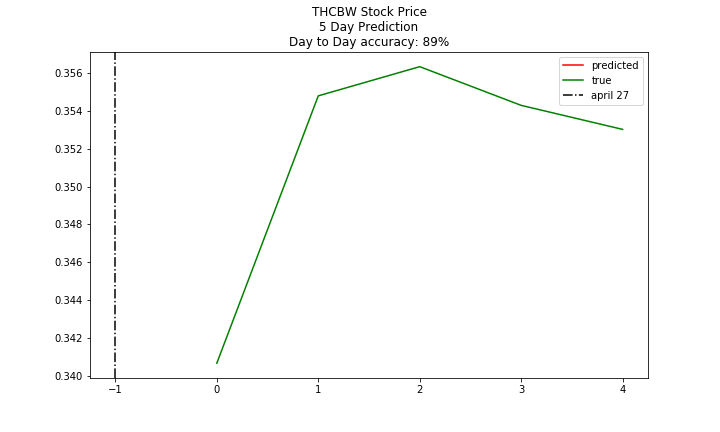 THCBW Stock Price
5 Day Prediction
Day to Day accuracy: 89%
predicted
true
april 27
0.356
0.354
0.352
0.350
0.348
0.346
0.344
0.342
0.340
−1
0
1
2
3
4